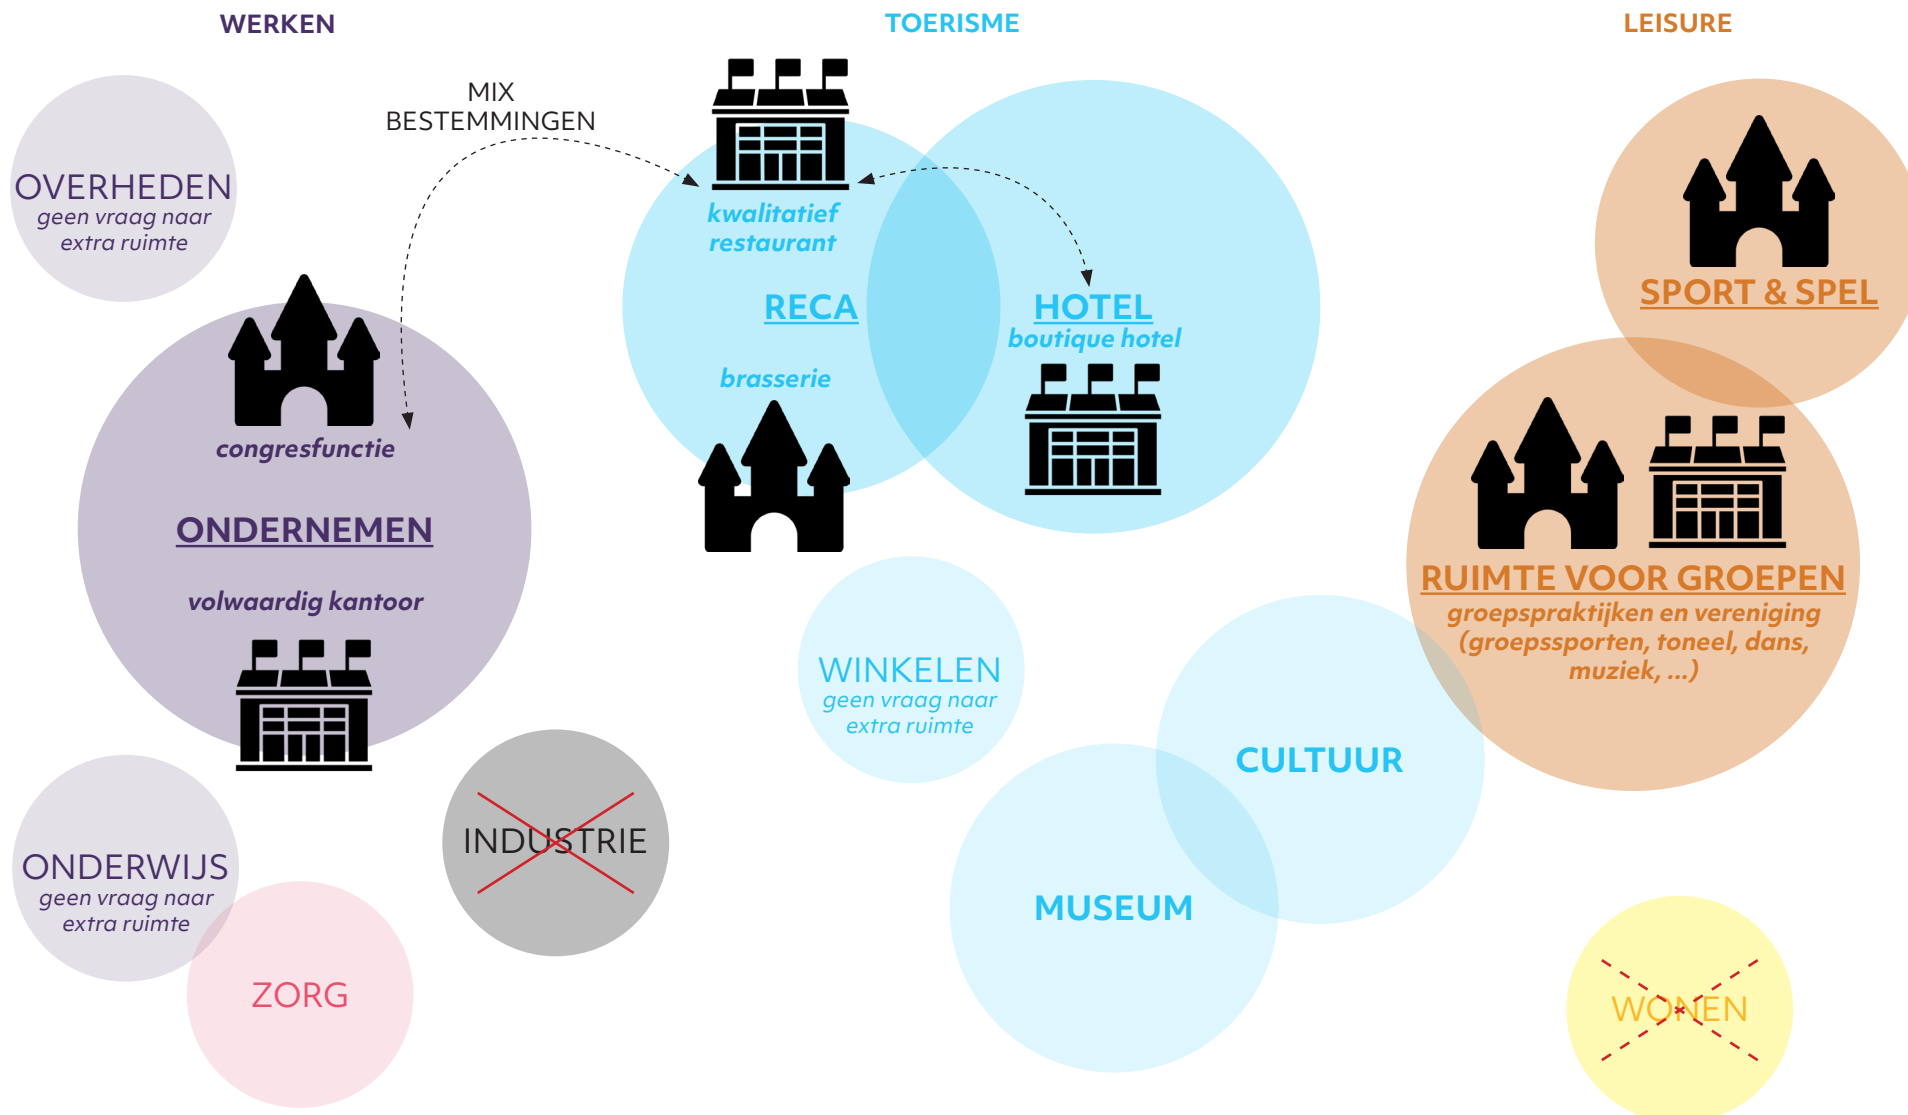 WERKEN
TOERISME
LEISURE
MIX
BESTEMMINGEN
OVERHEDEN
geen vraag naar
extra ruimte
congresfunctie
ONDERNEMEN
volwaardig kantoor
ONDERWIJS
geen vraag naar
extra ruimte
ZORG
INDUSTRIE
kwalitatief
restaurant
RECA
brasserie
HOTEL
boutique hotel
WINKELEN
geen vraag naar
extra ruimte
CULTUUR
MUSEUM
SPORT & SPEL
RUIMTE VOOR GROEPEN
groepspraktijken en vereniging
(groepssporten, toneel, dans,
muziek, ...)
WONEN